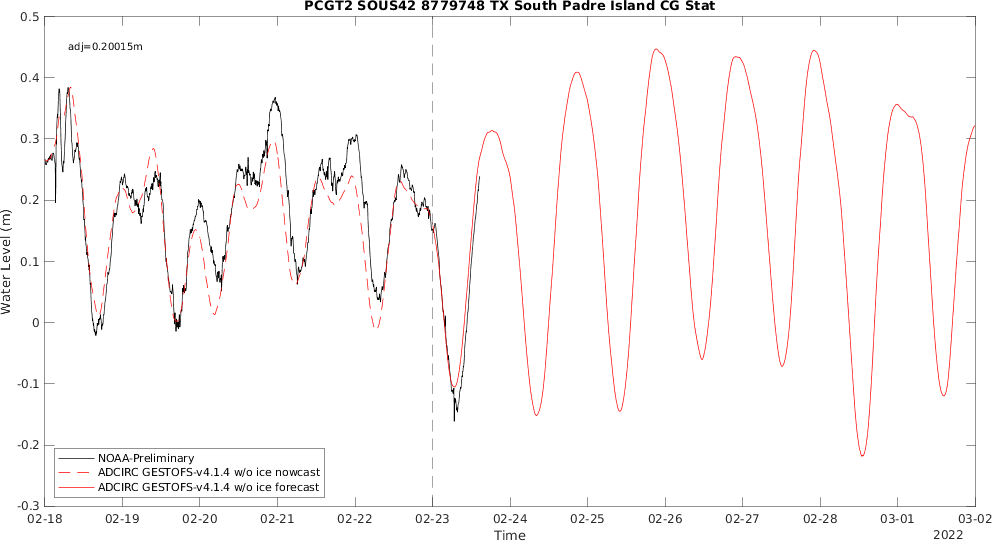 PCGT2 SOUS42 8779748 TX South Padre Island CG Stat
adj=0.20015m
0.5
0.4
0.3
0.2
0.1
0
-0.1
-0.2
-0.3
Water Level (m)
NOAA-Preliminary
ADCIRC GESTOFS-v4.1.4 w/o ice nowcast
ADCIRC GESTOFS-v4.1.4 w/o ice forecast
02-18 02-19 02-20 02-21 02-22 02-23 02-24 02-25 02-26 02-27 02-28 03-01 03-02
Time
2022